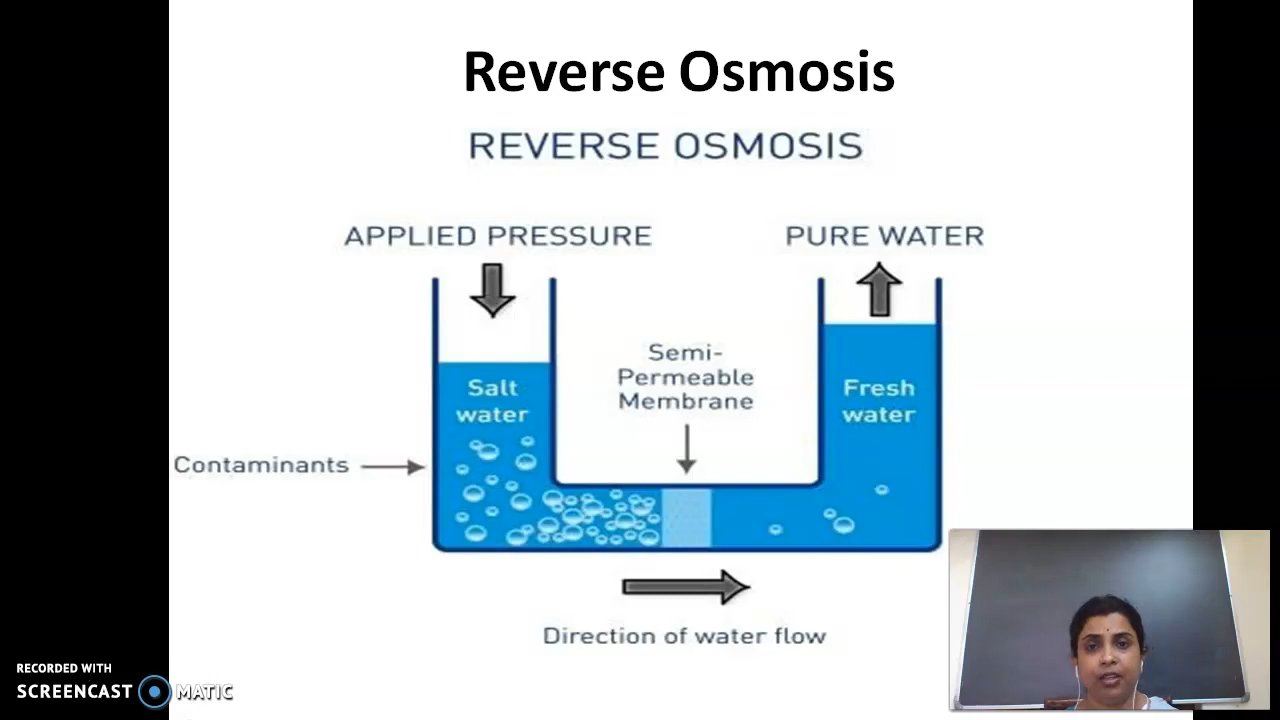 Reverse Osmosis
REVERSE OSMOSIS
APPLIED PRESSURE
PURE WATER
Semi-
Permeable
Membrane
Salt
water
Fresh
water
Contaminants
Direction of water flow
RECORDED WITH
SCREENCAST MATIC